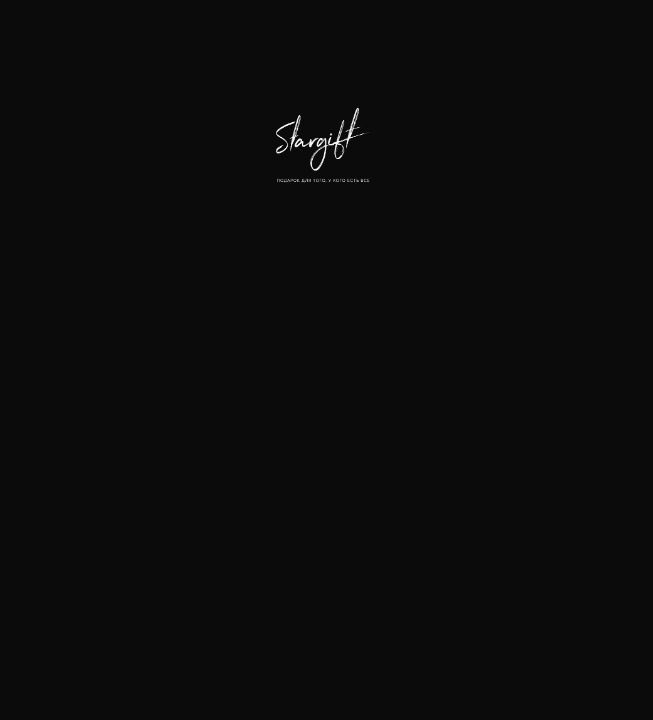 Stargift
ПОДАРОК ДЛЯ ТОГО, У КОГО ЕСТЬ ВСЕ